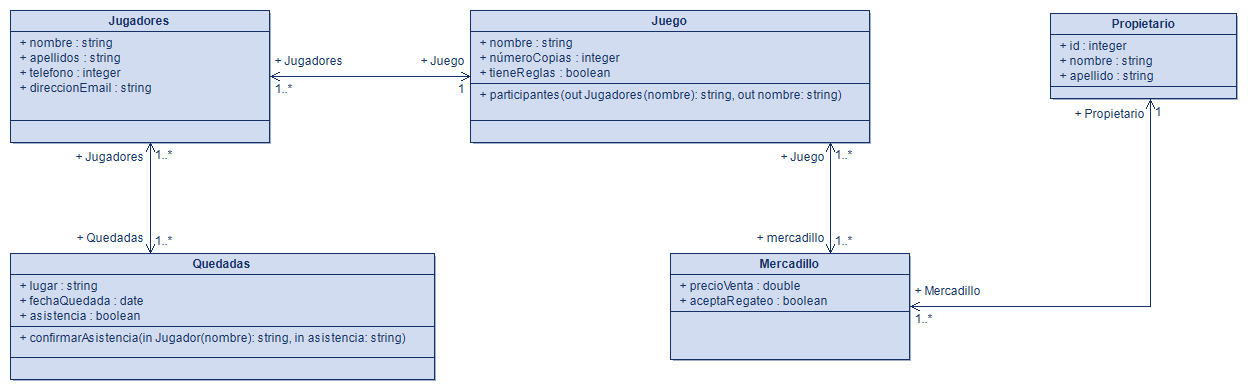 Jugadores
+ nombre : string
+ apellidos : string
+ telefono : integer
+ direccionEmail : string
+ Jugadores
1..*
+ Juego
1
Juego
+ nombre : string
+ númeroCopias : integer
+ tieneReglas : boolean
+ participantes(out Jugadores(nombre): string, out nombre: string)
Propietario
+ id : integer
+ nombre : string
+ apellido : string
+ Propietario
1
+ Jugadores
1..*
+ Quedadas
1..*
+ Juego
1..*
+ mercadillo
1..*
Quedadas
+ lugar : string
+ fechaQuedada : date
+ asistencia : boolean
+ confirmarAsistencia(in Jugador(nombre): string, in asistencia: string)
Mercadillo
+ precioVenta : double
+ aceptaRegateo : boolean
+ Mercadillo
1..*